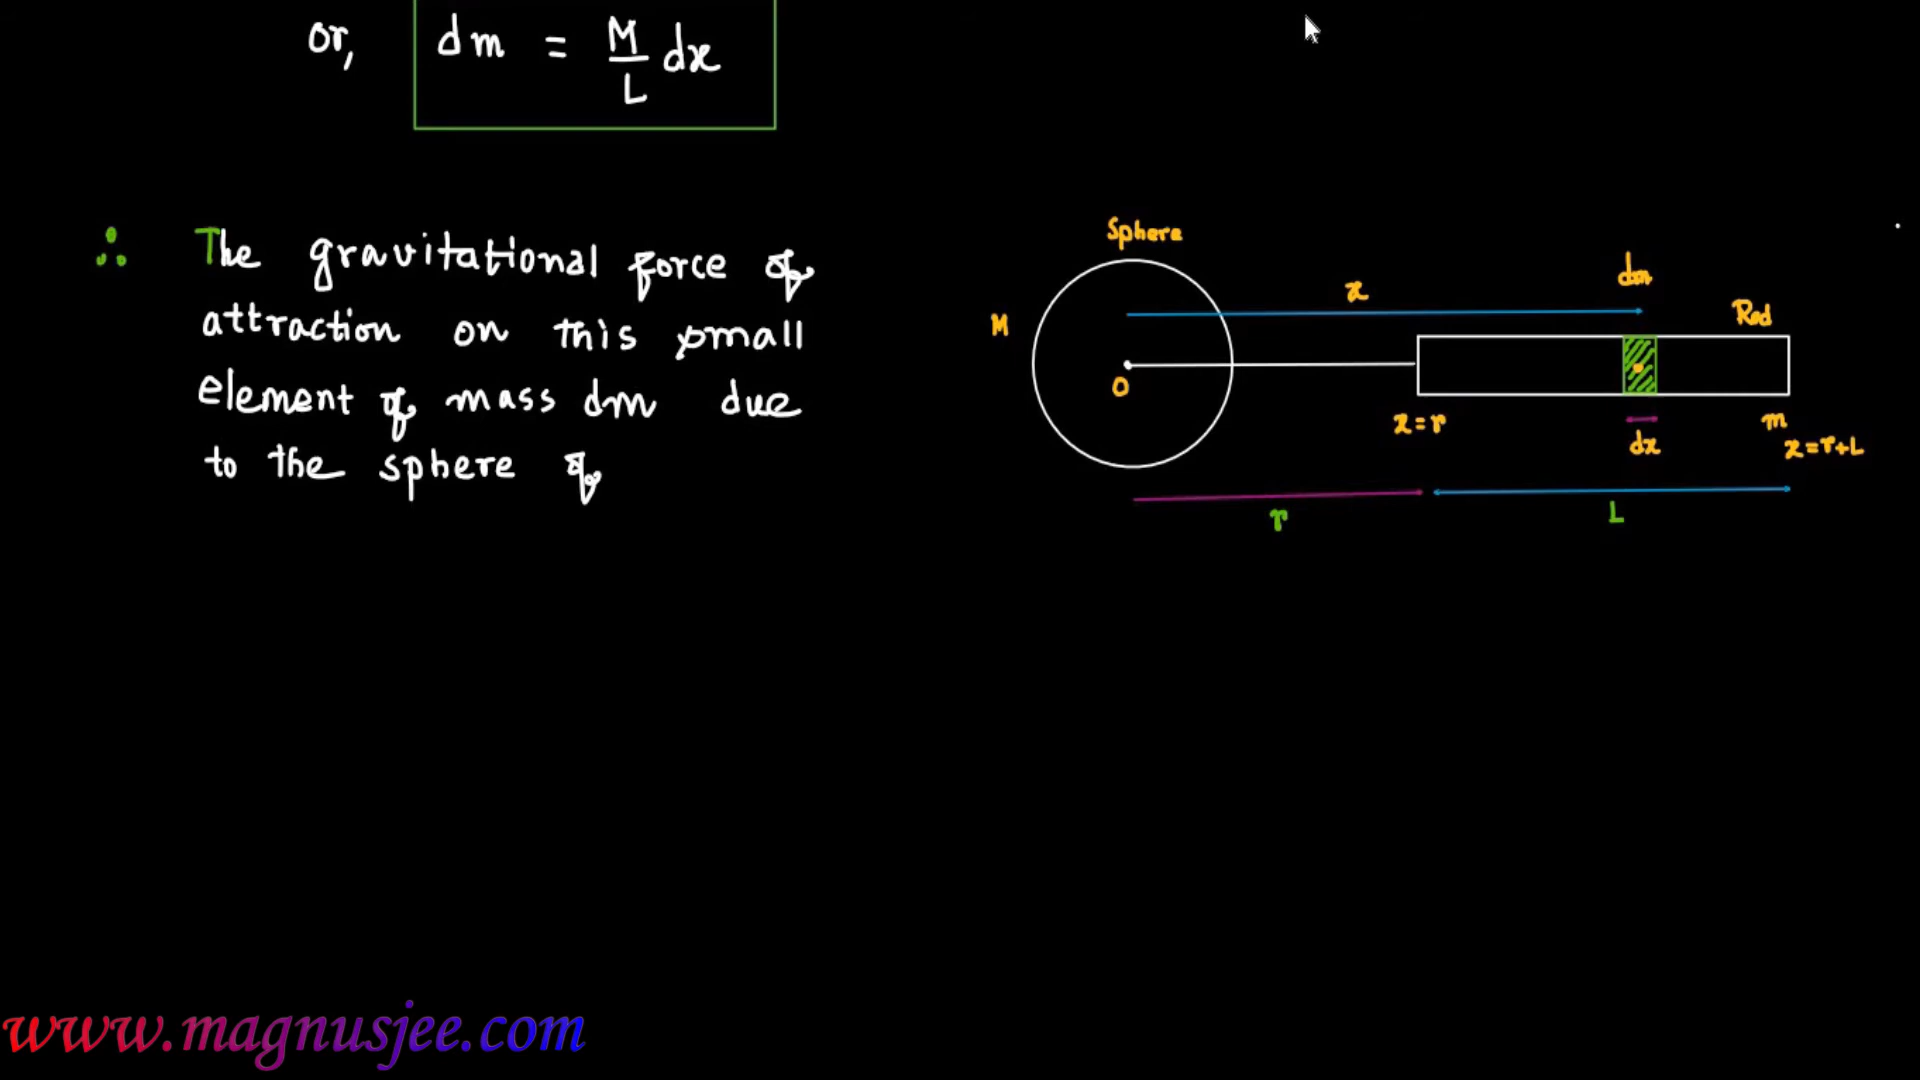 or, dm = M/L dx
∴ The gravitational force of
attraction on this small
element of mass dm due
to the sphere of
Sphere
dm
x
M
Rod
O
x=r
m
dx
x=r+L
r
L
www.magnusjee.com